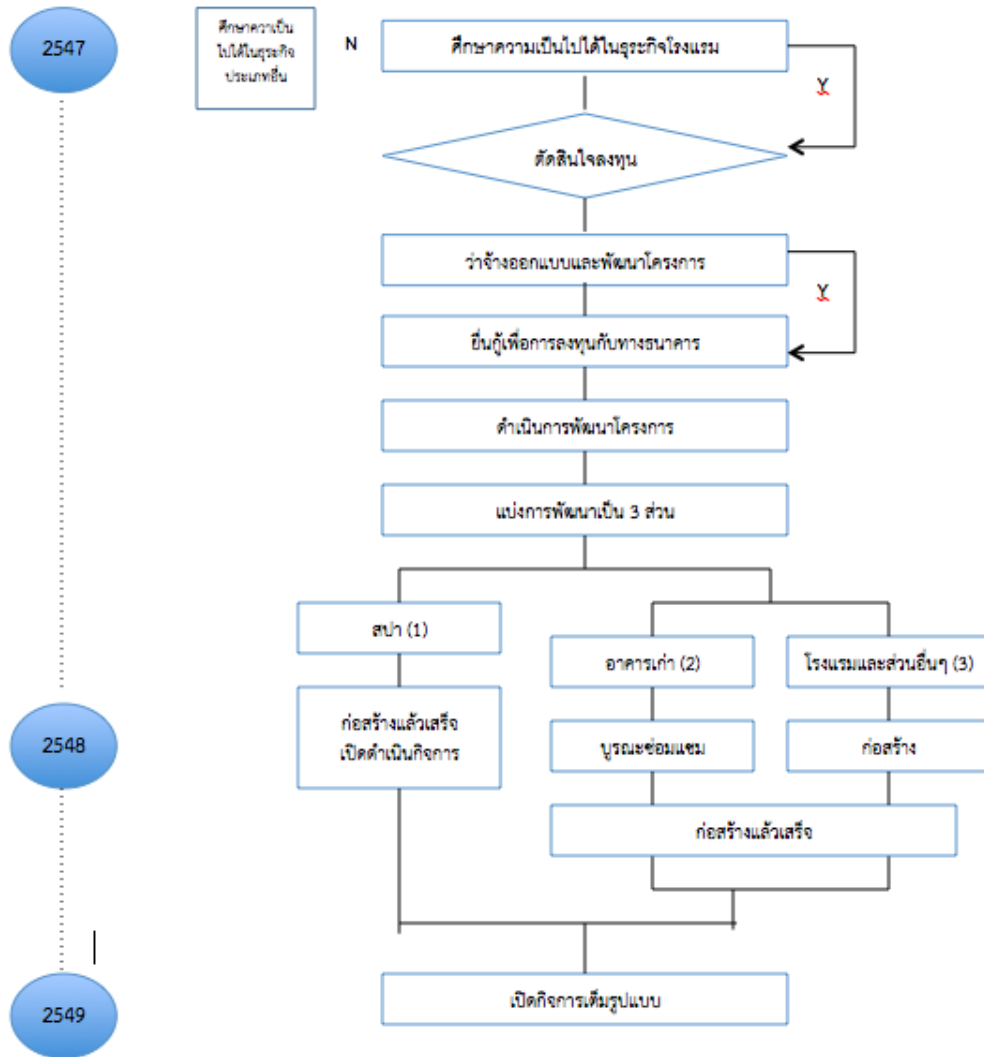 2547
ศึกษาควาเป็น
ไปได้ในธุระกิจ
ประเภทอื่น
N
ศึกษาความเป็นไปได้ในธุระกิจโรงแรม
Y
ตัดสินใจลงทุน
ว่าจ้างออกแบบและพัฒนาโครงการ
Y
ยื่นกู้เพื่อการลงทุนกับทางธนาคาร
ดำเนินการพัฒนาโครงการ
แบ่งการพัฒนาเป็น 3 ส่วน
สปา (1)
อาคารเก่า (2)
โรงแรมและส่วนอื่นๆ (3)
2548
ก่อสร้างแล้วเสร็จ
เปิดดำเนินกิจการ
บูรณะซ่อมแซม
ก่อสร้าง
ก่อสร้างแล้วเสร็จ
2549
เปิดกิจการเต็มรูปแบบ